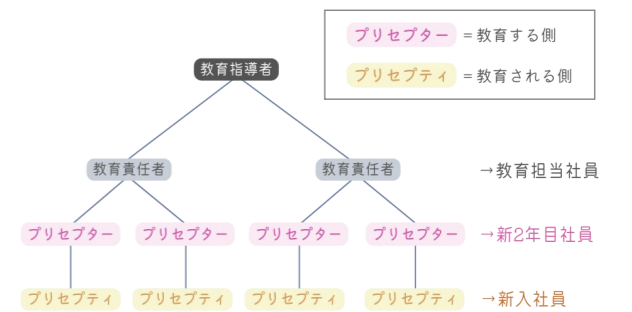 プリセプター = 教育する側
プリセプティ = 教育される側
教育指導者
教育責任者 教育責任者 →教育担当社員
プリセプター プリセプター プリセプター プリセプター →新2年目社員
プリセプティ プリセプティ プリセプティ プリセプティ →新入社員